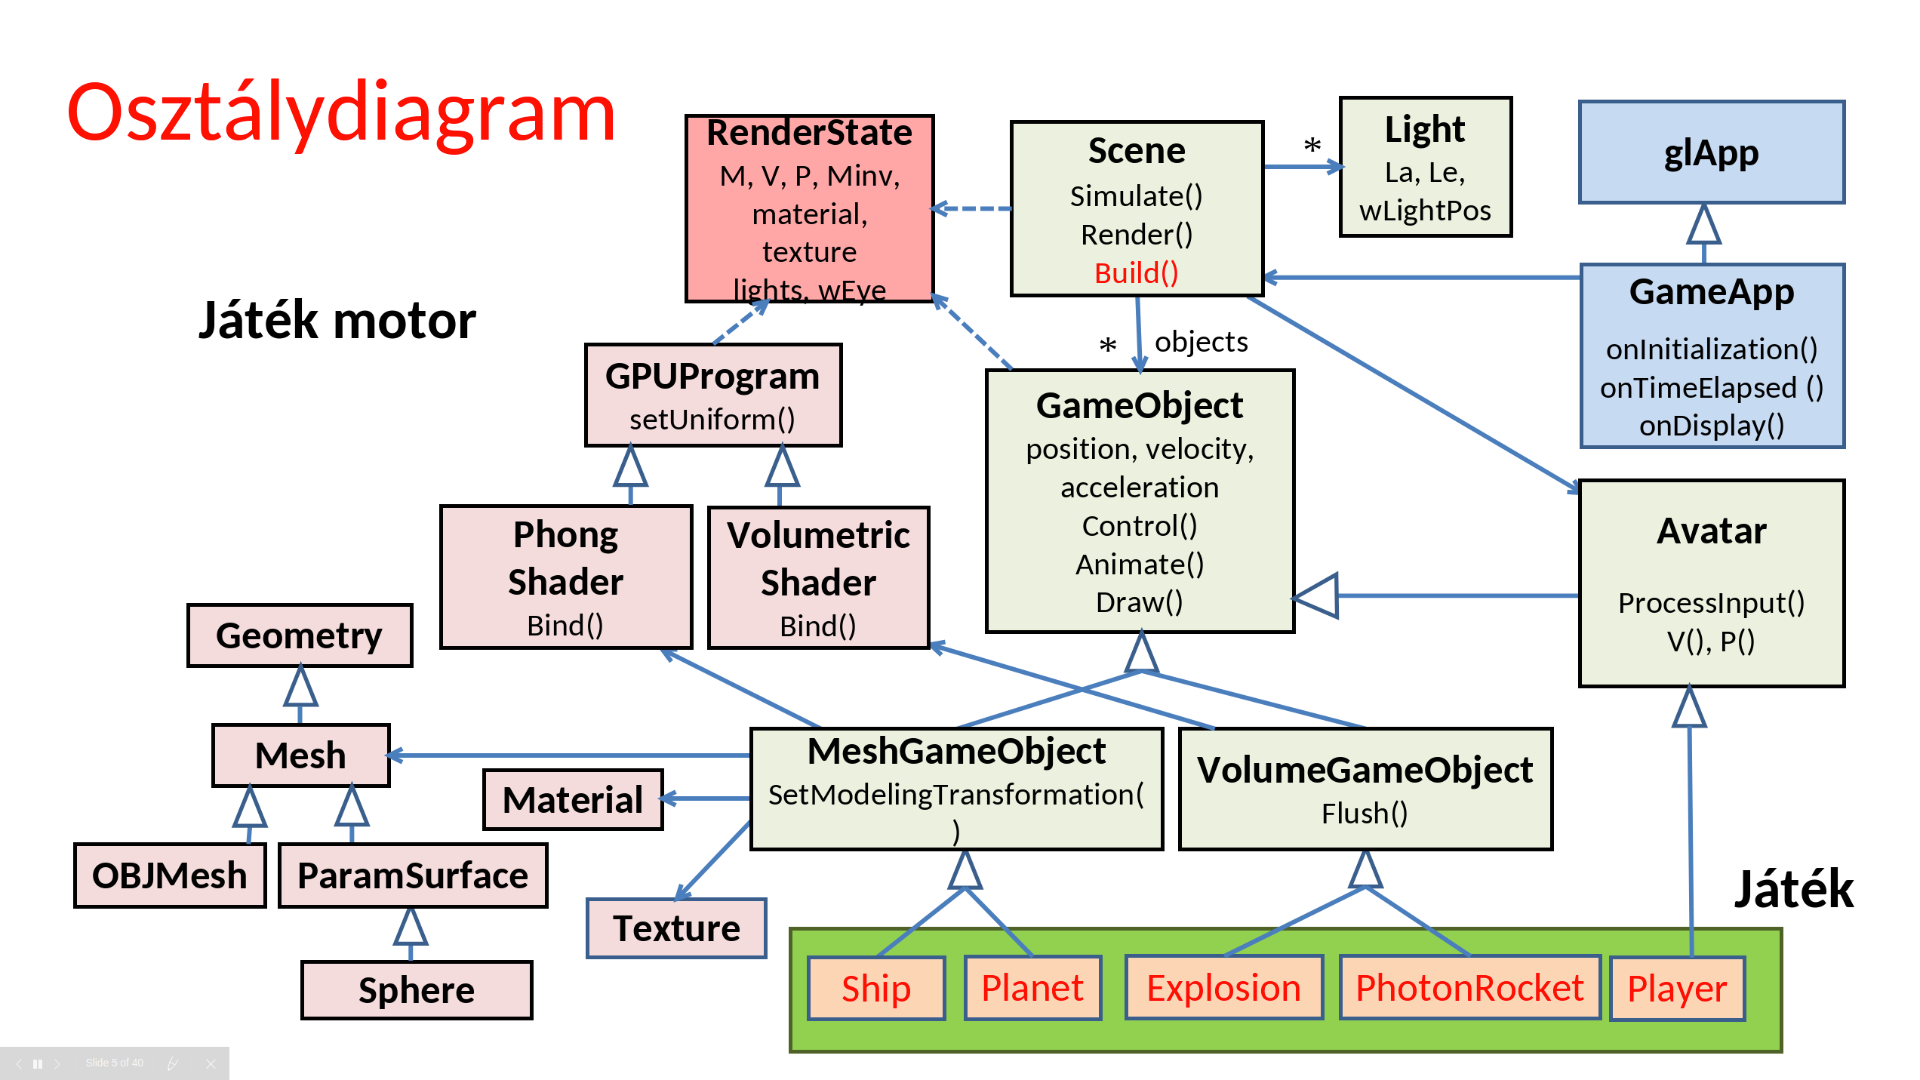 Osztálydiagram
RenderState
M, V, P, Minv,
material,
texture
lights, wEye
Scene
Simulate()
Render()
Build()
*
Light
La, Le,
wLightPos
glApp
GameApp
onInitialization()
onTimeElapsed ()
onDisplay()
Játék motor
* objects
GPUProgram
setUniform()
GameObject
position, velocity,
acceleration
Control()
Animate()
Draw()
Avatar
ProcessInput()
V(), P()
Phong
Shader
Bind()
Volumetric
Shader
Bind()
Geometry
Mesh
OBJMesh
ParamSurface
Sphere
Material
Texture
MeshGameObject
SetModelingTransformation(
)
VolumeGameObject
Flush()
Játék
Ship
Planet
Explosion
PhotonRocket
Player
Slide 5 of 40